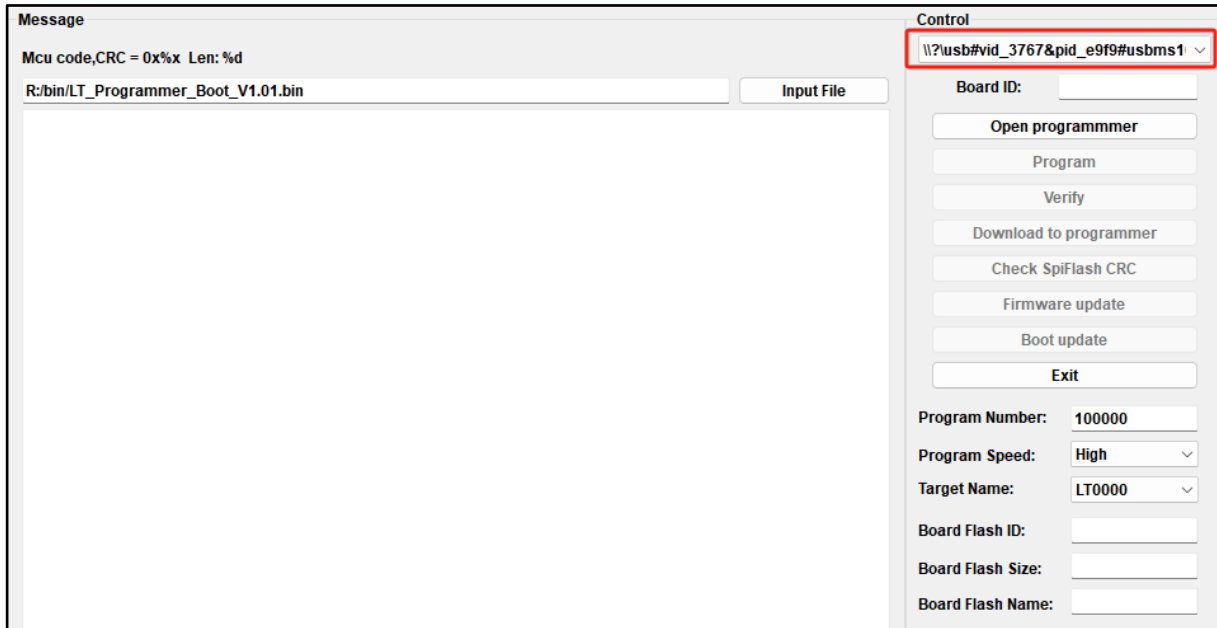 Message
Mcu code,CRC = 0x%x Len: %d
R:/bin/LT_Programmer_Boot_V1.01.bin
Input File
Control
\\?\usb#vid_3767&pid_e9f9#usbms1
Board ID:
Open programmmer
Program
Verify
Download to programmer
Check SpiFlash CRC
Firmware update
Boot update
Exit
Program Number: 100000
Program Speed: High
Target Name: LT0000
Board Flash ID:
Board Flash Size:
Board Flash Name: